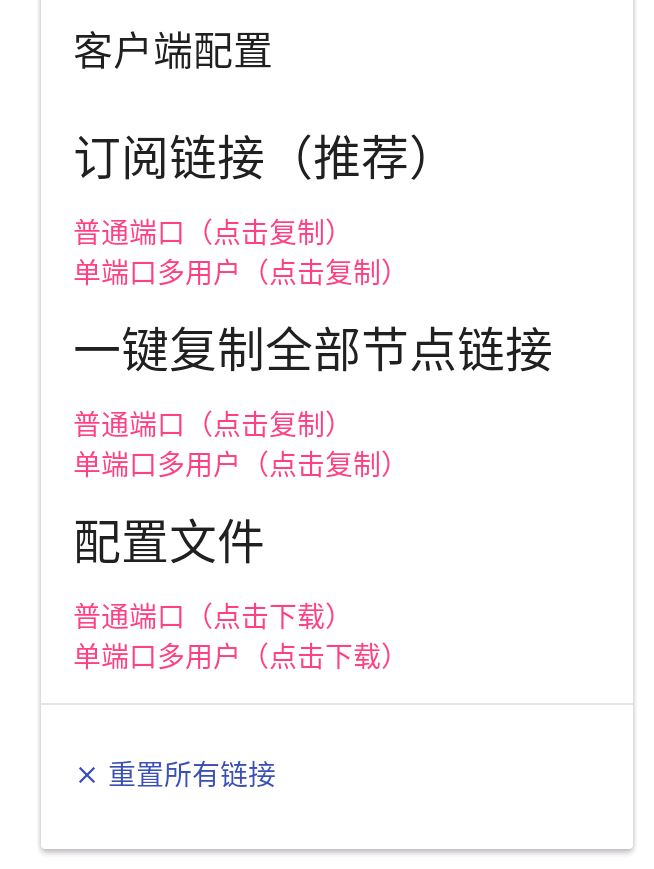 客户端配置
订阅链接（推荐）
普通端口（点击复制）
单端口多用户（点击复制）
一键复制全部节点链接
普通端口（点击复制）
单端口多用户（点击复制）
配置文件
普通端口（点击下载）
单端口多用户（点击下载）
× 重置所有链接